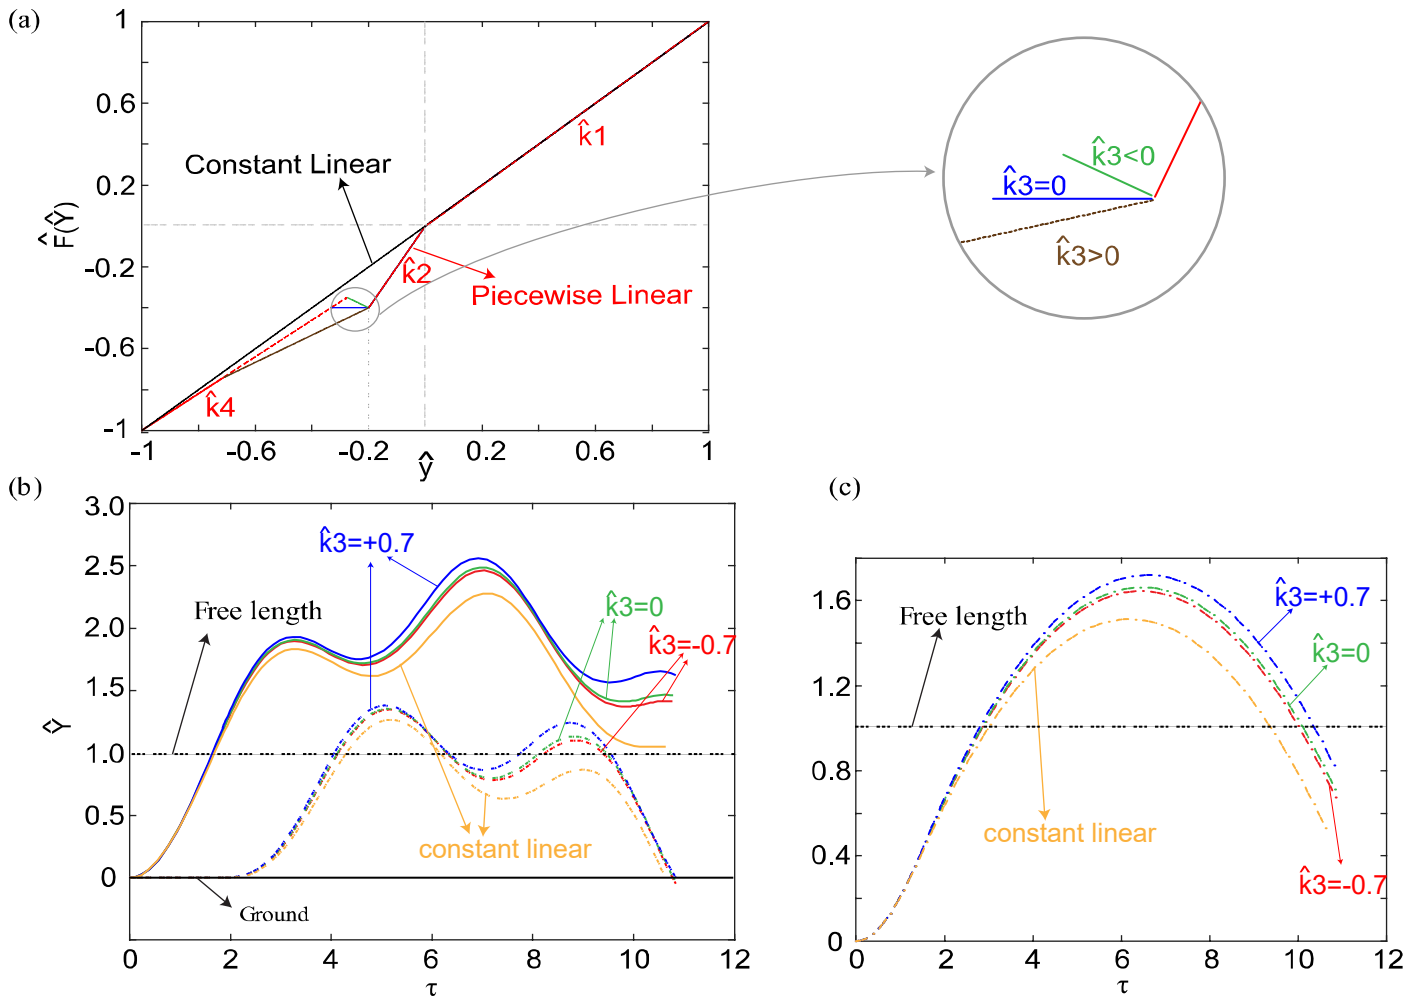 (a)
1
0.6
0.2
-0.2
-0.6
-1
F̂(Ŷ)
-1
-0.6
-0.2
0.2
0.6
1
ŷ
Constant Linear
k̂1
k̂2
Piecewise Linear
k̂4
k̂3<0
k̂3=0
k̂3>0
(b)
3.0
2.5
2.0
1.5
1.0
0.5
0
Ŷ
0
2
4
6
8
10
12
τ
k̂3=+0.7
Free length
k̂3=0
k̂3=-0.7
constant linear
Ground
(c)
1.6
1.2
0.8
0.4
0
0
2
4
6
8
10
12
τ
Free length
k̂3=+0.7
k̂3=0
constant linear
k̂3=-0.7